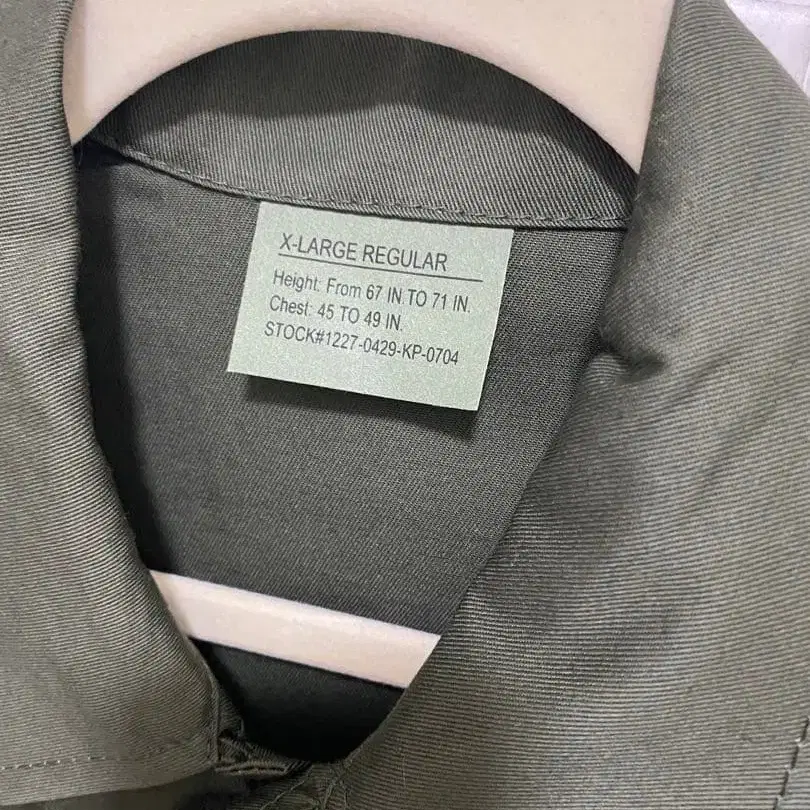 X-LARGE REGULAR
Height: From 67 IN. TO 71 IN.
Chest: 45 TO 49 IN.
STOCK#1227-0429-KP-0704